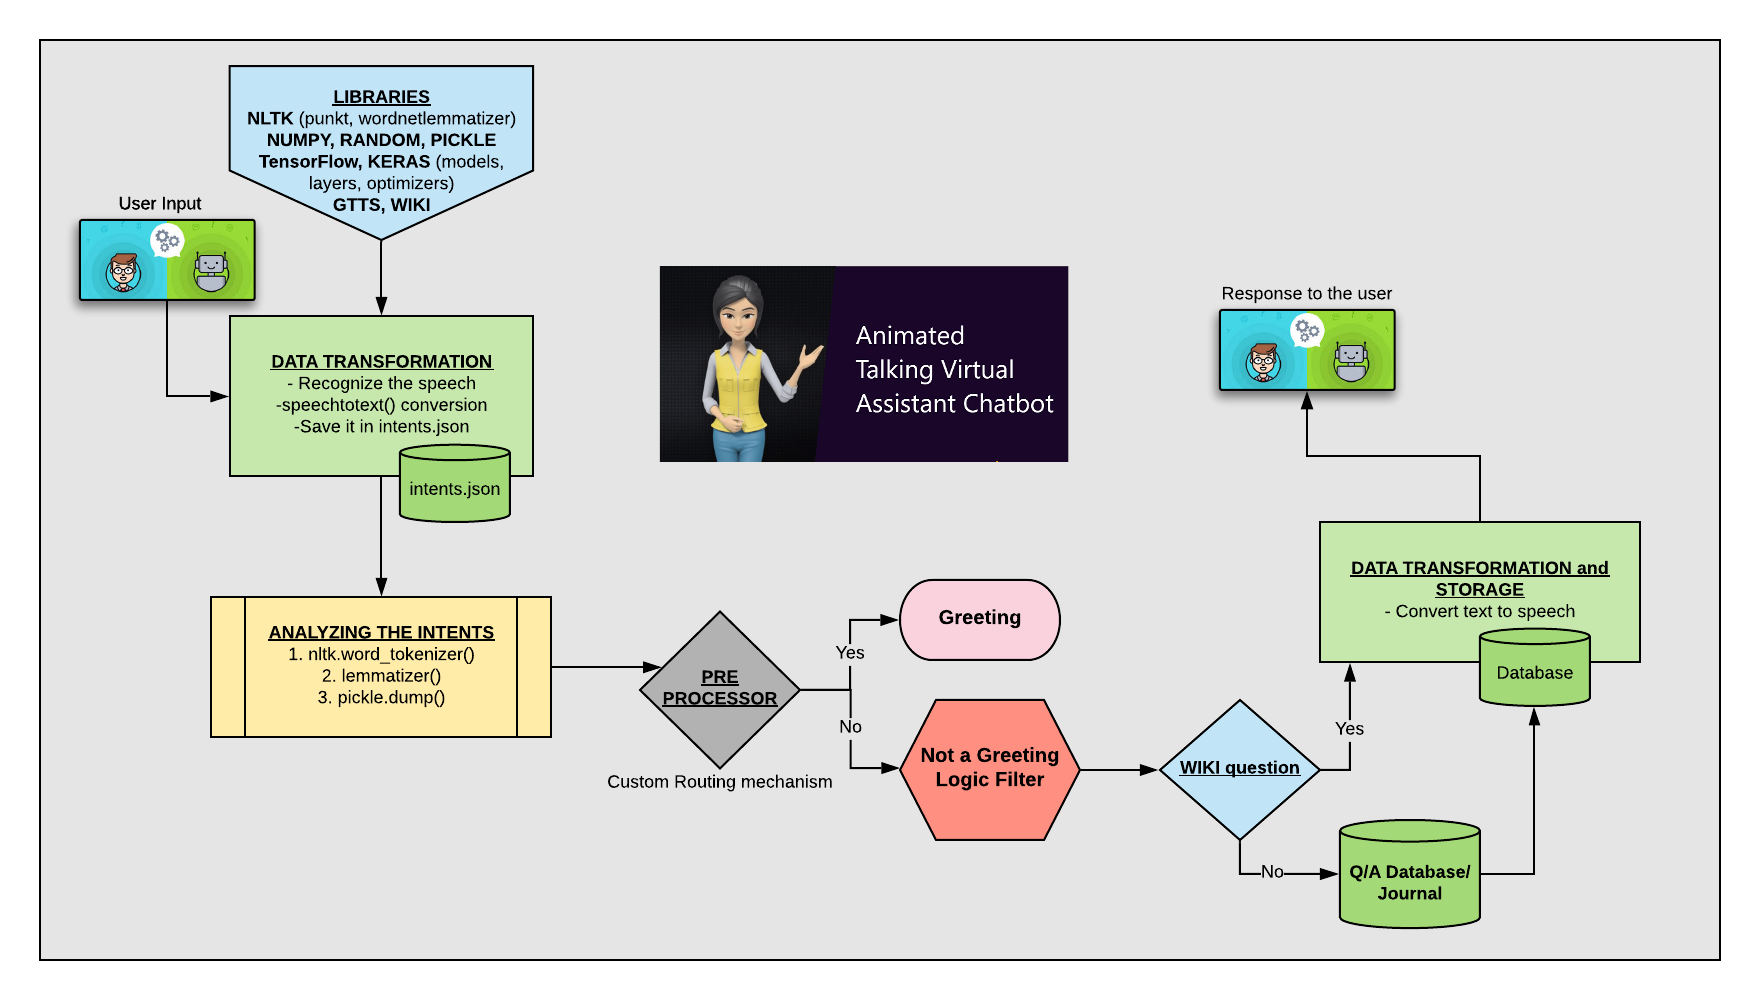 LIBRARIES
NLTK (punkt, wordnetlemmatizer)
NUMPY, RANDOM, PICKLE
TensorFlow, KERAS (models,
layers, optimizers)
GTTS, WIKI
User Input
DATA TRANSFORMATION
- Recognize the speech
-speechtotext() conversion
-Save it in intents.json
intents.json
Animated
Talking Virtual
Assistant Chatbot
Response to the user
ANALYZING THE INTENTS
1. nltk.word_tokenizer()
2. lemmatizer()
3. pickle.dump()
PRE
PROCESSOR
Custom Routing mechanism
Yes
Greeting
No
Not a Greeting
Logic Filter
WIKI question
Yes
No
Q/A Database/
Journal
DATA TRANSFORMATION and
STORAGE
- Convert text to speech
Database